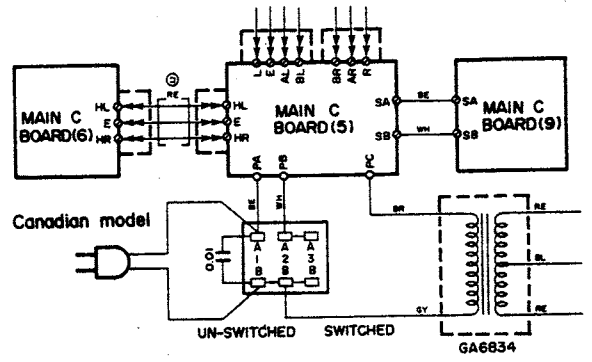 L E AL BL BR AR R
MAIN C
BOARD(6)
HL
E
HR
U
RE
HL
E
HR
MAIN C
BOARD(5)
SA
SB
BE
WH
SA
SB
MAIN C
BOARD(9)
PA PB PC
BE
WH
BR
Canadian model
0.01
A A A
1 2 3
B B B
RE
BL
RE
GY
UN-SWITCHED SWITCHED
GA6834